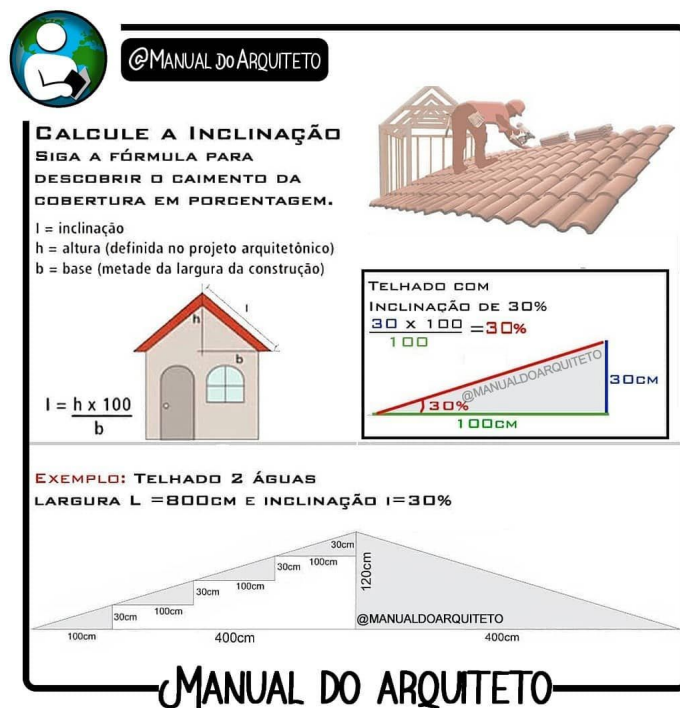 @MANUAL DO ARQUITETO
CALCULE A INCLINAÇÃO
SIGA A FÓRMULA PARA
DESCOBRIR O CAIMENTO DA
COBERTURA EM PORCENTAGEM.
I = inclinação
h = altura (definida no projeto arquitetônico)
b = base (metade da largura da construção)
h
I
b
I = h x 100
b
TELHADO COM
INCLINAÇÃO DE 30%
30 x 100 = 30%
100
@MANUALDOARQUITETO
30CM
30%
100CM
EXEMPLO: TELHADO 2 ÁGUAS
LARGURA L =800CM E INCLINAÇÃO I=30%
30cm
100cm
30cm
100cm
30cm
100cm
30cm
100cm
120cm
@MANUALDOARQUITETO
400cm
400cm
MANUAL DO ARQUITETO